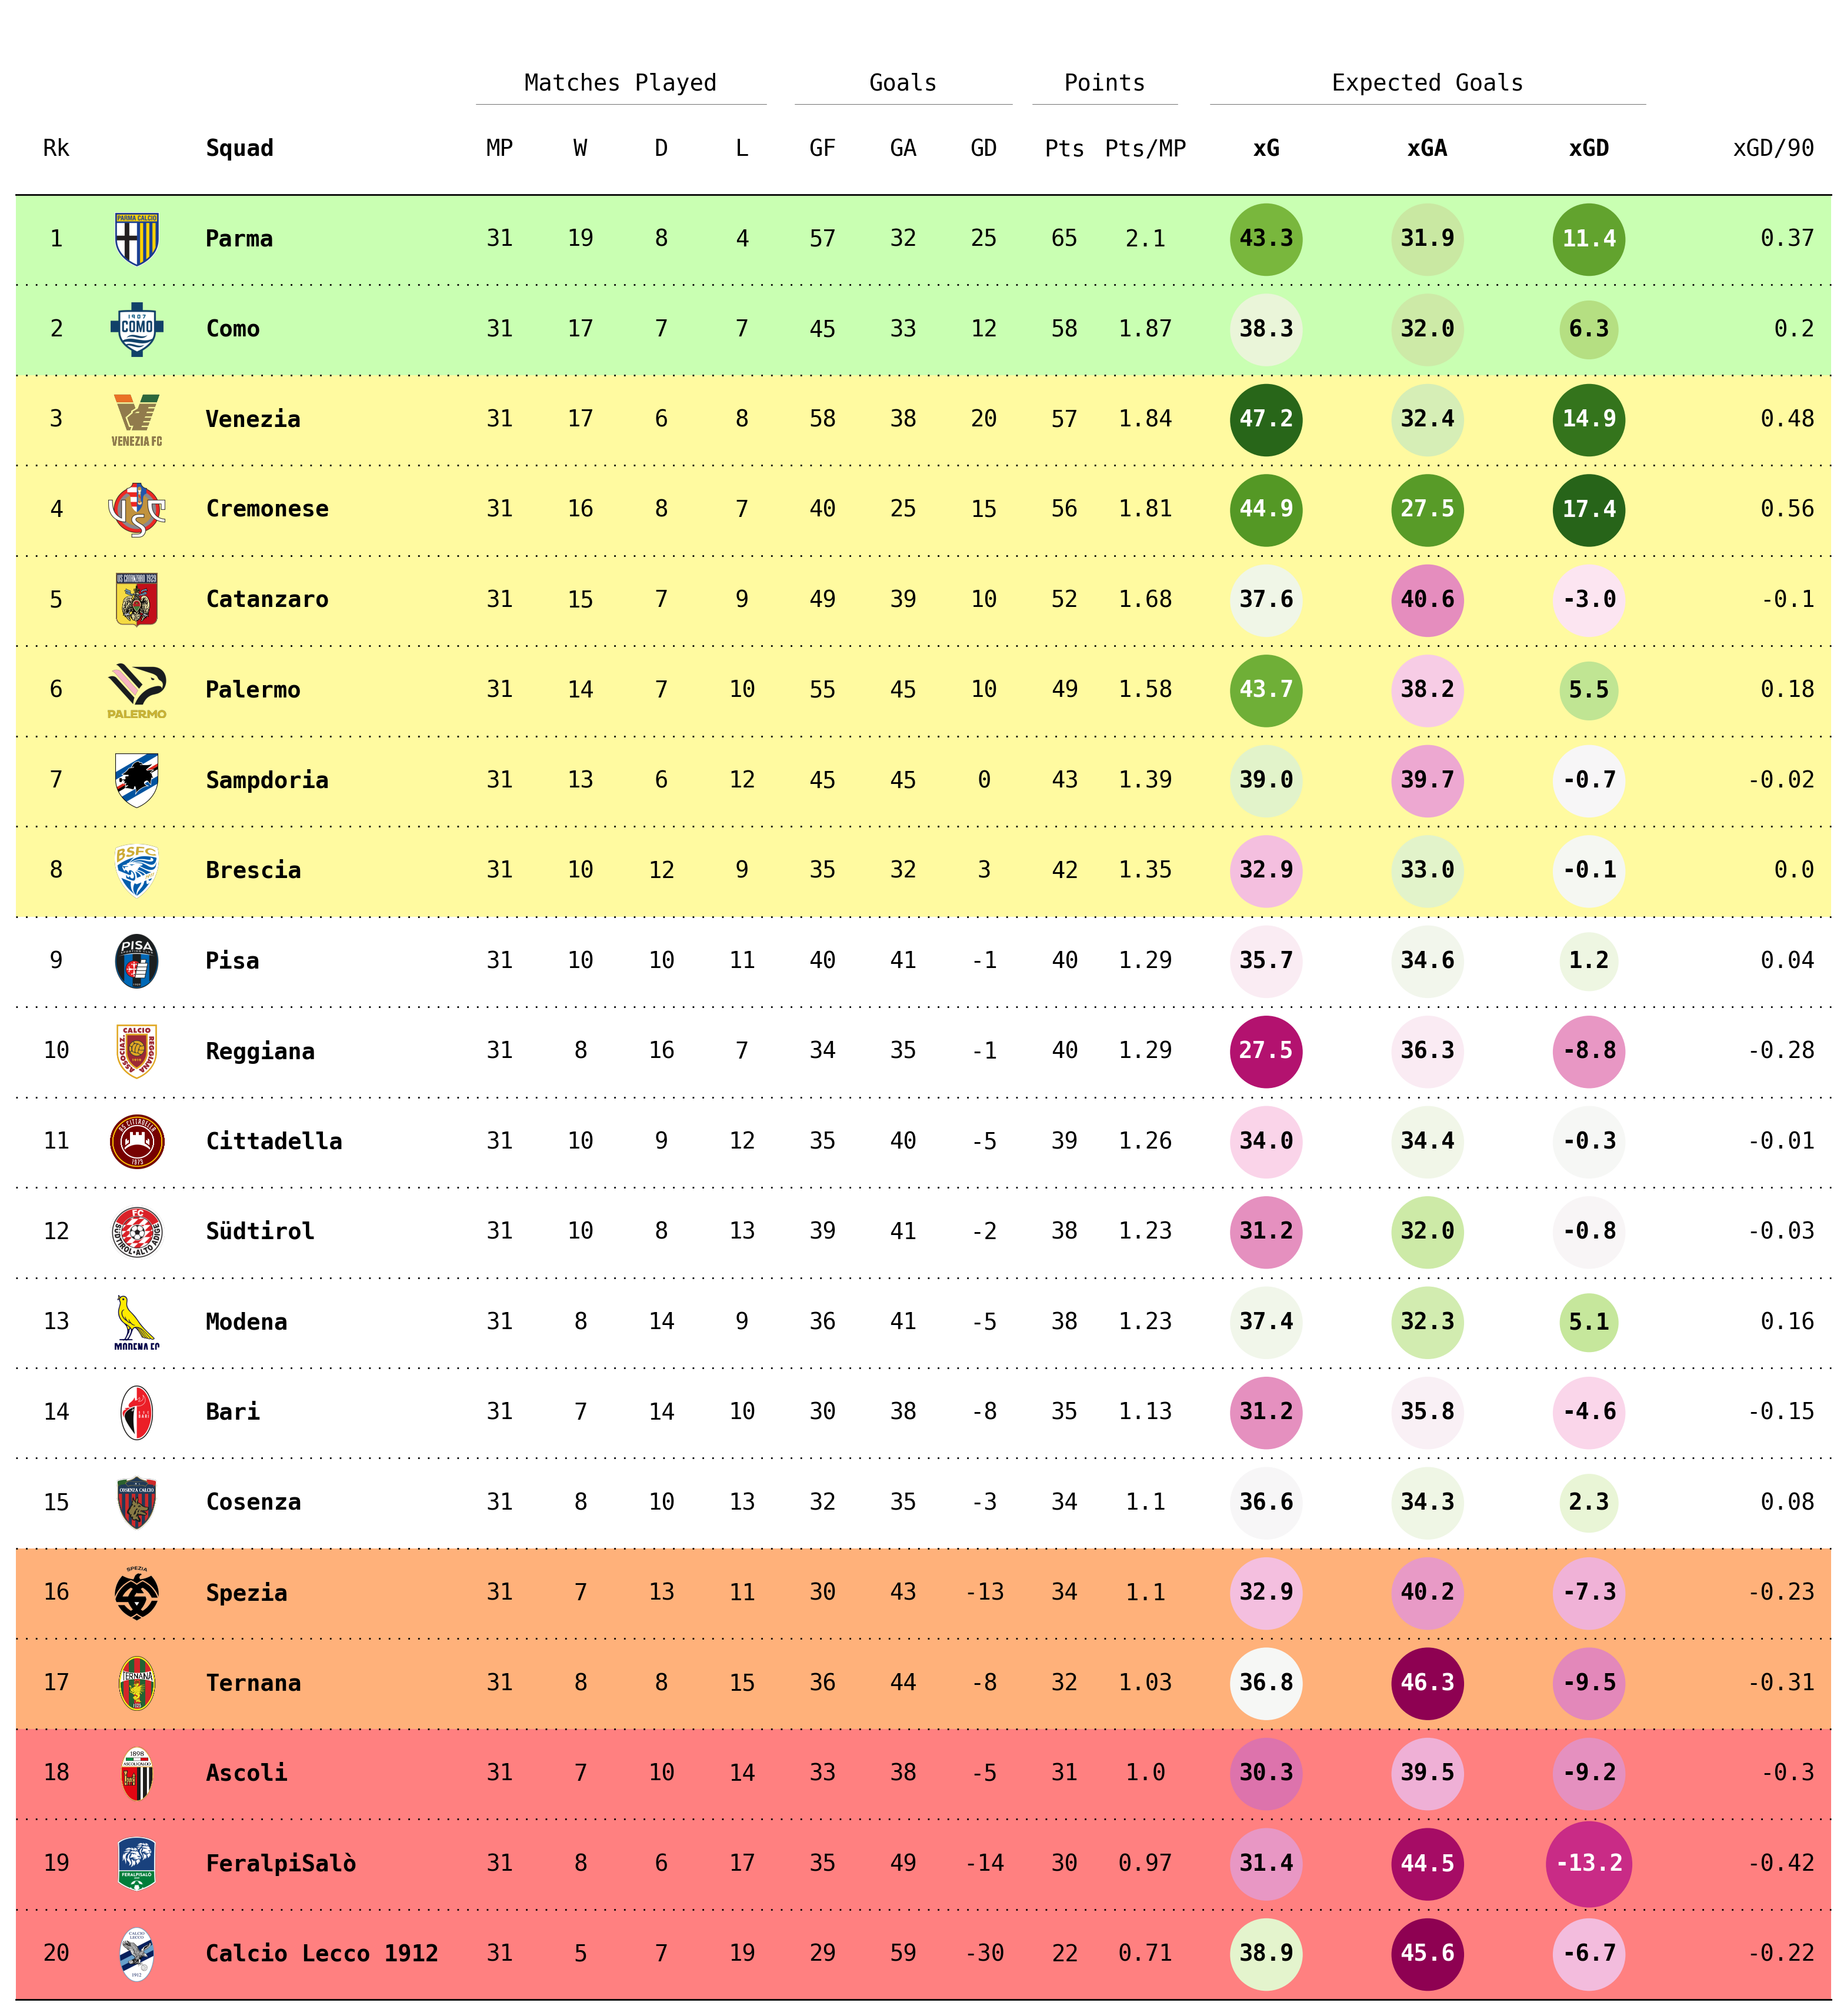 Matches Played Goals Points Expected Goals
Rk Squad MP W D L GF GA GD Pts Pts/MP xG xGA xGD xGD/90
1 PARMA CALCIO Parma 31 19 8 4 57 32 25 65 2.1 43.3 31.9 11.4 0.37
2 1907 COMO Como 31 17 7 7 45 33 12 58 1.87 38.3 32.0 6.3 0.2
3 VENEZIA FC Venezia 31 17 6 8 58 38 20 57 1.84 47.2 32.4 14.9 0.48
4 USC Cremonese 31 16 8 7 40 25 15 56 1.81 44.9 27.5 17.4 0.56
5 US CATANZARO 1929 Catanzaro 31 15 7 9 49 39 10 52 1.68 37.6 40.6 -3.0 -0.1
6 PALERMO Palermo 31 14 7 10 55 45 10 49 1.58 43.7 38.2 5.5 0.18
7 Sampdoria 31 13 6 12 45 45 0 43 1.39 39.0 39.7 -0.7 -0.02
8 BSFC Brescia 31 10 12 9 35 32 3 42 1.35 32.9 33.0 -0.1 0.0
9 PISA Pisa 31 10 10 11 40 41 -1 40 1.29 35.7 34.6 1.2 0.04
10 CALCIO REGGIANA ASSOCIAZ. Reggiana 31 8 16 7 34 35 -1 40 1.29 27.5 36.3 -8.8 -0.28
11 AS CITTADELLA 1973 Cittadella 31 10 9 12 35 40 -5 39 1.26 34.0 34.4 -0.3 -0.01
12 FC SÜDTIROL•ALTO ADIGE Südtirol 31 10 8 13 39 41 -2 38 1.23 31.2 32.0 -0.8 -0.03
13 MODENA FC Modena 31 8 14 9 36 41 -5 38 1.23 37.4 32.3 5.1 0.16
14 Bari 31 7 14 10 30 38 -8 35 1.13 31.2 35.8 -4.6 -0.15
15 COSENZA CALCIO Cosenza 31 8 10 13 32 35 -3 34 1.1 36.6 34.3 2.3 0.08
16 SPEZIA Spezia 31 7 13 11 30 43 -13 34 1.1 32.9 40.2 -7.3 -0.23
17 TERNANA Ternana 31 8 8 15 36 44 -8 32 1.03 36.8 46.3 -9.5 -0.31
18 1898 ASCOLI CALCIO Ascoli 31 7 10 14 33 38 -5 31 1.0 30.3 39.5 -9.2 -0.3
19 FERALPISALÒ FeralpiSalò 31 8 6 17 35 49 -14 30 0.97 31.4 44.5 -13.2 -0.42
20 CALCIO LECCO 1912 Calcio Lecco 1912 31 5 7 19 29 59 -30 22 0.71 38.9 45.6 -6.7 -0.22